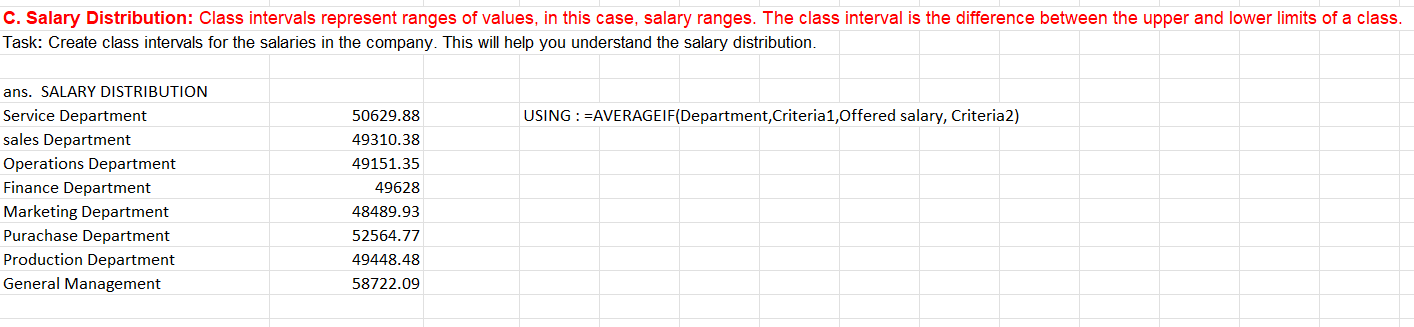 C. Salary Distribution: Class intervals represent ranges of values, in this case, salary ranges. The class interval is the difference between the upper and lower limits of a class.
Task: Create class intervals for the salaries in the company. This will help you understand the salary distribution.
ans.  SALARY DISTRIBUTION
Service Department 50629.88 USING : =AVERAGEIF(Department,Criteria1,Offered salary, Criteria2)
sales Department 49310.38
Operations Department 49151.35
Finance Department 49628
Marketing Department 48489.93
Purachase Department 52564.77
Production Department 49448.48
General Management 58722.09